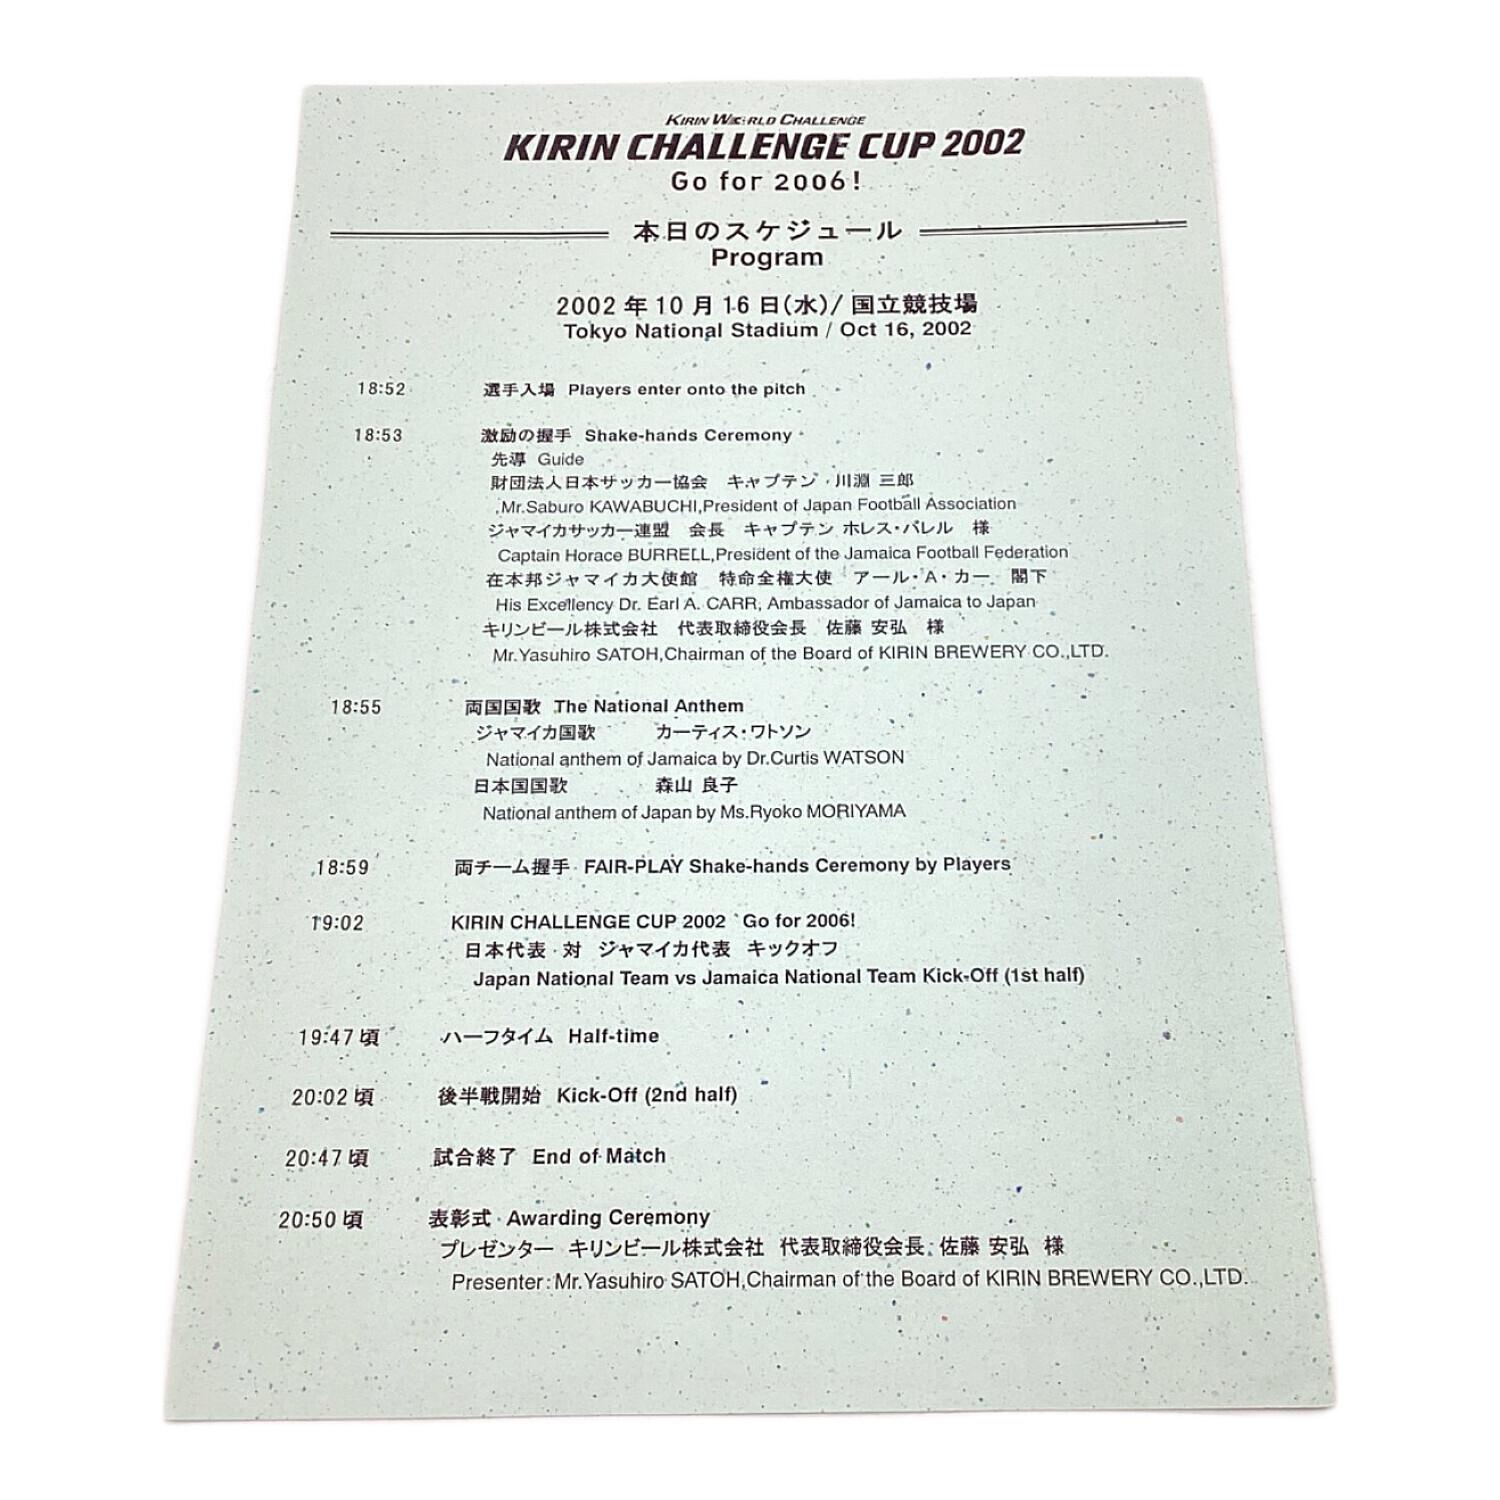 KIRIN WORLD CHALLENGE
KIRIN CHALLENGE CUP 2002
Go for 2006!
本日のスケジュール
Program
2002年10月16日(水)/国立競技場
Tokyo National Stadium / Oct 16, 2002
18:52 選手入場 Players enter onto the pitch
18:53 激励の握手 Shake-hands Ceremony
先導 Guide
財団法人日本サッカー協会 キャプテン 川淵 三郎
Mr.Saburo KAWABUCHI,President of Japan Football Association
ジャマイカサッカー連盟 会長 キャプテン ホレス・バレル 様
Captain Horace BURRELL,President of the Jamaica Football Federation
在本邦ジャマイカ大使館 特命全権大使 アール・A・カー 閣下
His Excellency Dr. Earl A. CARR, Ambassador of Jamaica to Japan
キリンビール株式会社 代表取締役会長 佐藤 安弘 様
Mr.Yasuhiro SATOH,Chairman of the Board of KIRIN BREWERY CO.,LTD.
18:55 両国国歌 The National Anthem
ジャマイカ国歌 カーティス・ワトソン
National anthem of Jamaica by Dr.Curtis WATSON
日本国国歌 森山 良子
National anthem of Japan by Ms.Ryoko MORIYAMA
18:59 両チーム握手 FAIR-PLAY Shake-hands Ceremony by Players
19:02 KIRIN CHALLENGE CUP 2002 Go for 2006!
日本代表 対 ジャマイカ代表 キックオフ
Japan National Team vs Jamaica National Team Kick-Off (1st half)
19:47頃 ハーフタイム Half-time
20:02頃 後半戦開始 Kick-Off (2nd half)
20:47頃 試合終了 End of Match
20:50頃 表彰式 Awarding Ceremony
プレゼンター キリンビール株式会社 代表取締役会長 佐藤 安弘 様
Presenter:Mr.Yasuhiro SATOH,Chairman of the Board of KIRIN BREWERY CO.,LTD.